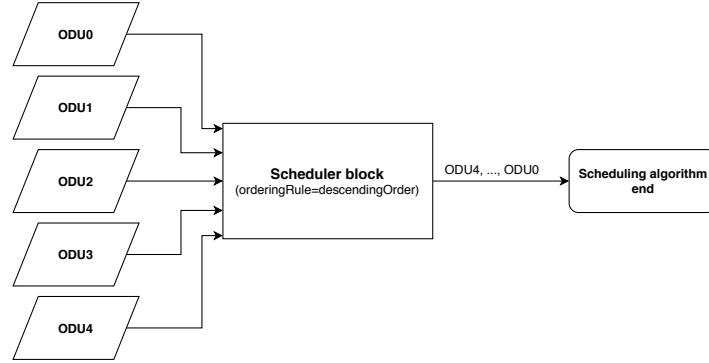 ODU0
ODU1
ODU2
ODU3
ODU4
Scheduler block
(orderingRule=descendingOrder)
ODU4, ..., ODU0
Scheduling algorithm
end